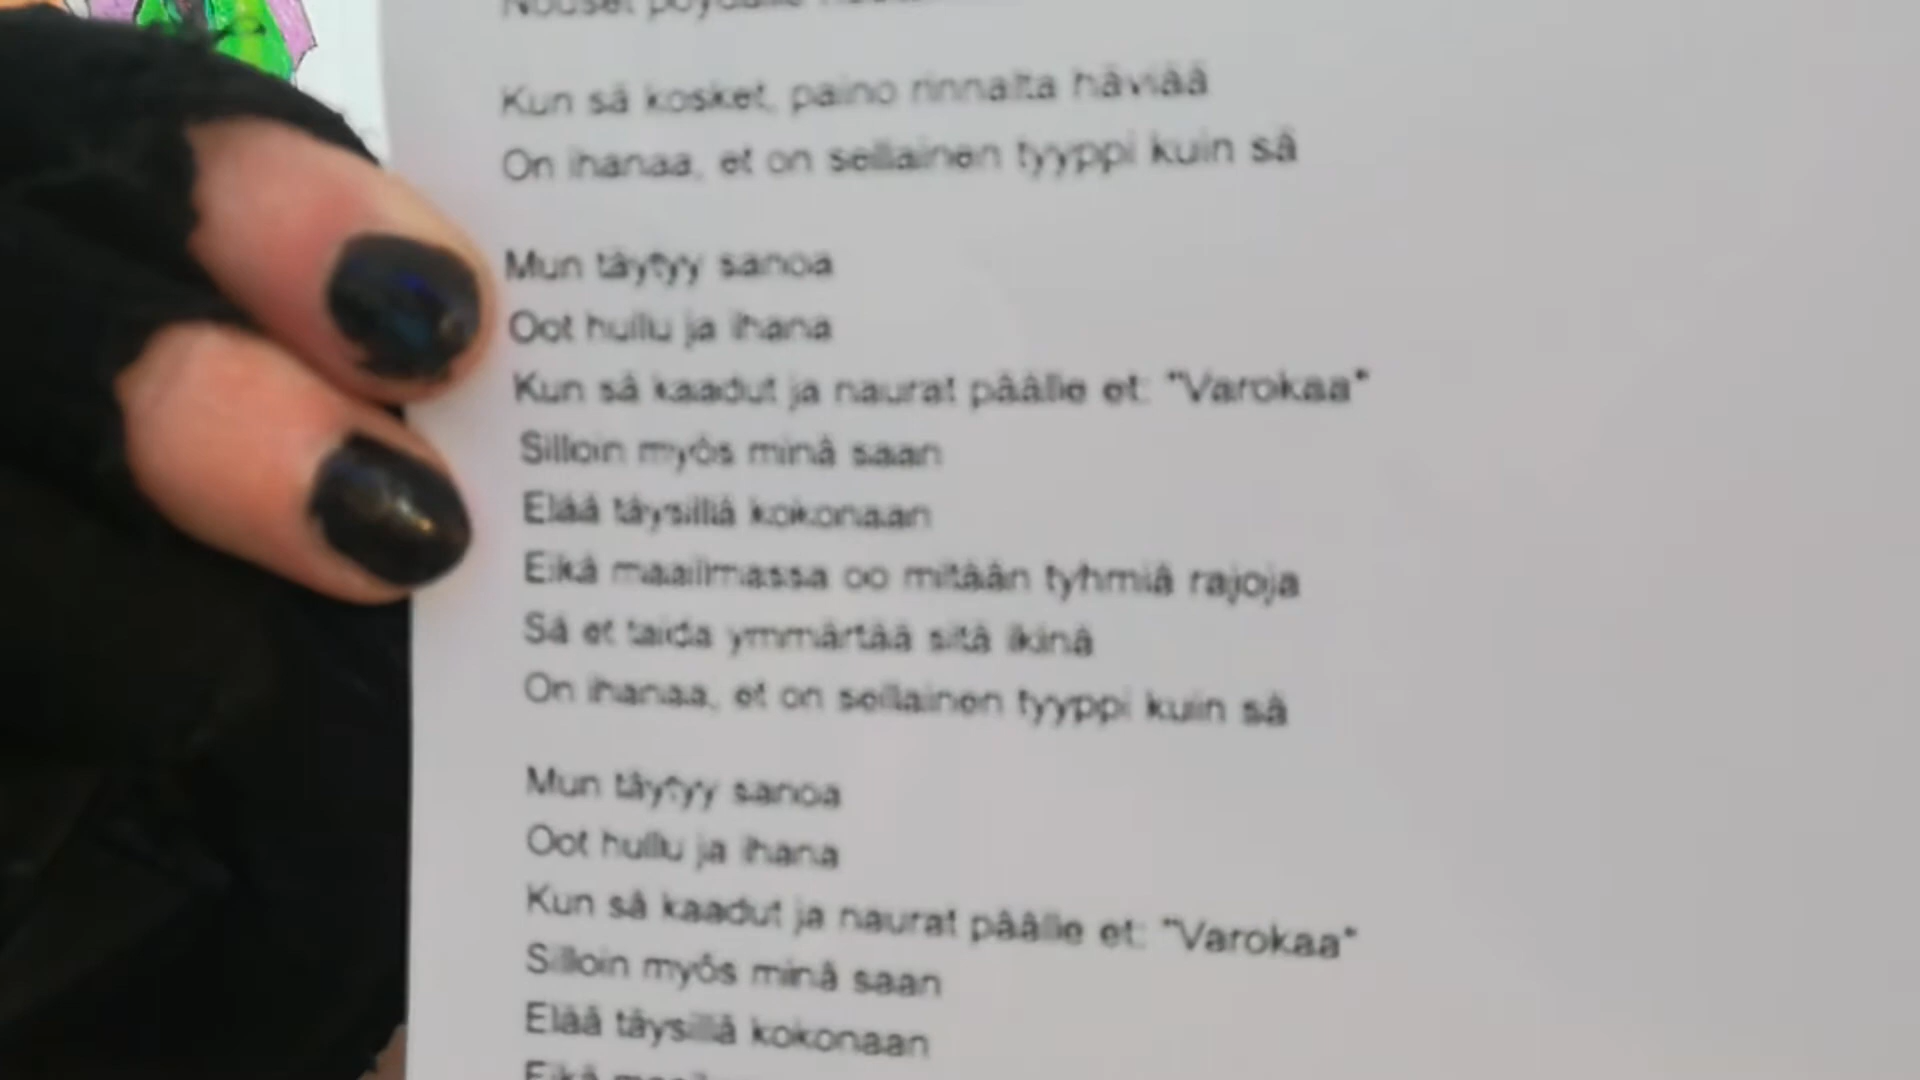 Nouset pöydälle
Kun sä kosket, paino rinnalta häviää
On ihanaa, et on sellainen tyyppi kuin sä
Mun täytyy sanoa
Oot hullu ja ihana
Kun sä kaadut ja naurat päälle et: "Varokaa"
Silloin myös minä saan
Elää täysillä kokonaan
Eikä maailmassa oo mitään tyhmiä rajoja
Sä et taida ymmärtää sitä ikinä
On ihanaa, et on sellainen tyyppi kuin sä
Mun täytyy sanoa
Oot hullu ja ihana
Kun sä kaadut ja naurat päälle et: "Varokaa"
Silloin myös minä saan
Elää täysillä kokonaan
Eikä